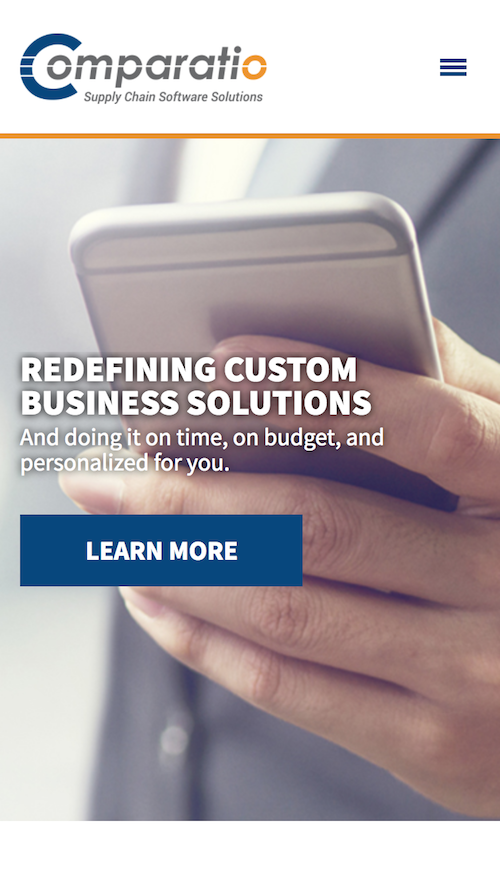 Comparatio
Supply Chain Software Solutions
REDEFINING CUSTOM
BUSINESS SOLUTIONS
And doing it on time, on budget, and
personalized for you.
LEARN MORE